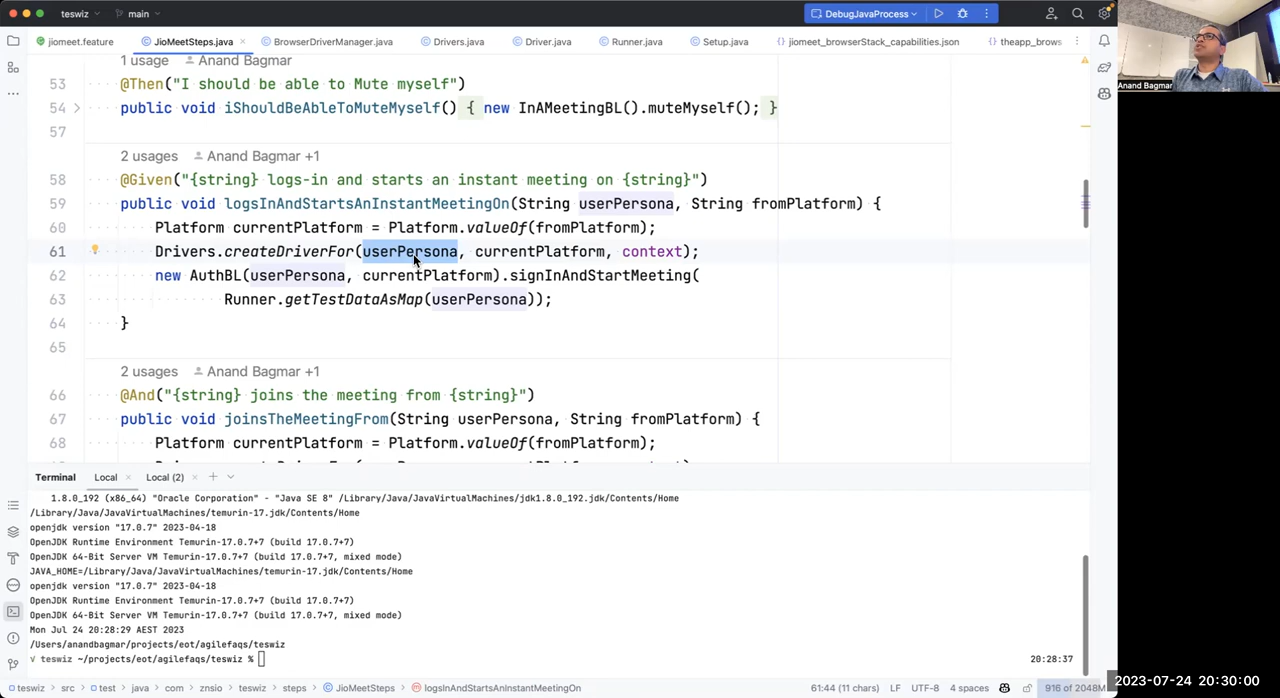 teswiz main DebugJavaProcess
jiomeet.feature JioMeetSteps.java BrowserDriverManager.java Drivers.java Driver.java Runner.java Setup.java jiomeet_browserStack_capabilities.json theapp_brows
1 usage Anand Bagmar
53 @Then("I should be able to Mute myself")
54 public void iShouldBeAbleToMuteMyself() { new InAMeetingBL().muteMyself(); }
57
2 usages Anand Bagmar +1
58 @Given("{string} logs-in and starts an instant meeting on {string}")
59 public void logsInAndStartsAnInstantMeetingOn(String userPersona, String fromPlatform) {
60 Platform currentPlatform = Platform.valueOf(fromPlatform);
61 Drivers.createDriverFor(userPersona, currentPlatform, context);
62 new AuthBL(userPersona, currentPlatform).signInAndStartMeeting(
63 Runner.getTestDataAsMap(userPersona));
64 }
65
2 usages Anand Bagmar +1
66 @And("{string} joins the meeting from {string}")
67 public void joinsTheMeetingFrom(String userPersona, String fromPlatform) {
68 Platform currentPlatform = Platform.valueOf(fromPlatform);
Terminal Local Local (2)
1.8.0_192 (x86_64) "Oracle Corporation" - "Java SE 8" /Library/Java/JavaVirtualMachines/jdk1.8.0_192.jdk/Contents/Home
/Library/Java/JavaVirtualMachines/temurin-17.jdk/Contents/Home
openjdk version "17.0.7" 2023-04-18
OpenJDK Runtime Environment Temurin-17.0.7+7 (build 17.0.7+7)
OpenJDK 64-Bit Server VM Temurin-17.0.7+7 (build 17.0.7+7, mixed mode)
JAVA_HOME=/Library/Java/JavaVirtualMachines/temurin-17.jdk/Contents/Home
openjdk version "17.0.7" 2023-04-18
OpenJDK Runtime Environment Temurin-17.0.7+7 (build 17.0.7+7)
OpenJDK 64-Bit Server VM Temurin-17.0.7+7 (build 17.0.7+7, mixed mode)
Mon Jul 24 20:28:29 AEST 2023
/Users/anandbagmar/projects/eot/agilefaqs/teswiz
√ teswiz ~/projects/eot/agilefaqs/teswiz % 20:28:37
teswiz > src > test > java > com > znsio > teswiz > steps > JioMeetSteps > logsInAndStartsAnInstantMeetingOn 61:44 (11 chars) LF UTF-8 4 spaces 916 of 2048M
Anand Bagmar
2023-07-24 20:30:00